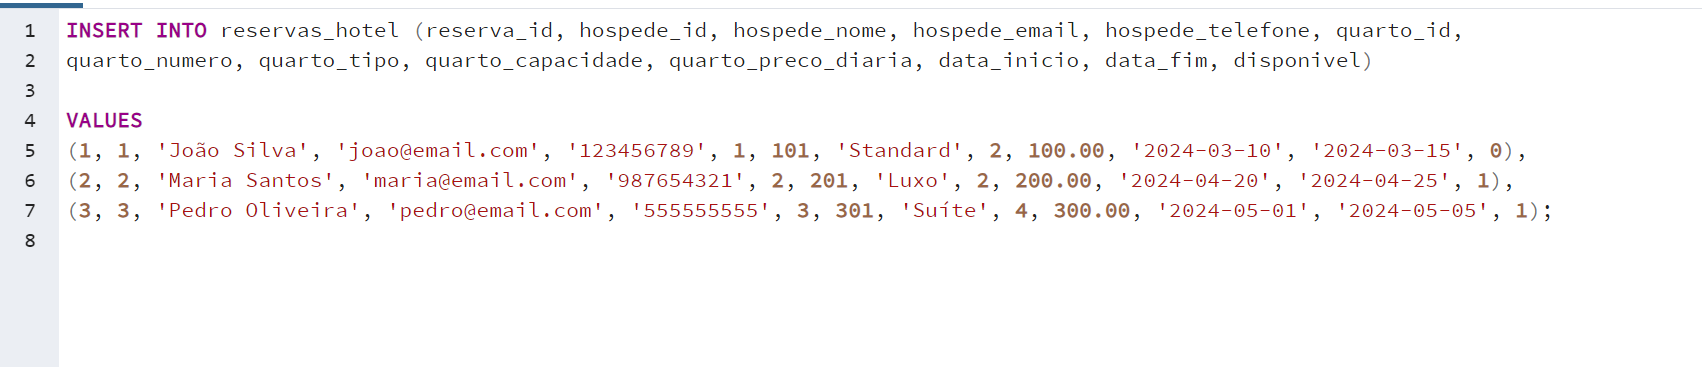 1 INSERT INTO reservas_hotel (reserva_id, hospede_id, hospede_nome, hospede_email, hospede_telefone, quarto_id,
2 quarto_numero, quarto_tipo, quarto_capacidade, quarto_preco_diaria, data_inicio, data_fim, disponivel)
3
4 VALUES
5 (1, 1, 'João Silva', 'joao@email.com', '123456789', 1, 101, 'Standard', 2, 100.00, '2024-03-10', '2024-03-15', 0),
6 (2, 2, 'Maria Santos', 'maria@email.com', '987654321', 2, 201, 'Luxo', 2, 200.00, '2024-04-20', '2024-04-25', 1),
7 (3, 3, 'Pedro Oliveira', 'pedro@email.com', '555555555', 3, 301, 'Suíte', 4, 300.00, '2024-05-01', '2024-05-05', 1);
8